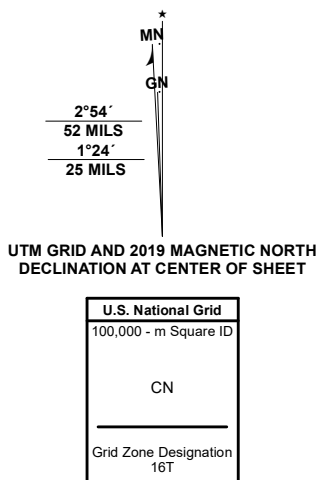 MN
GN
2°54´
52 MILS
1°24´
25 MILS
UTM GRID AND 2019 MAGNETIC NORTH
DECLINATION AT CENTER OF SHEET
U.S. National Grid
100,000 - m Square ID
CN
Grid Zone Designation
16T